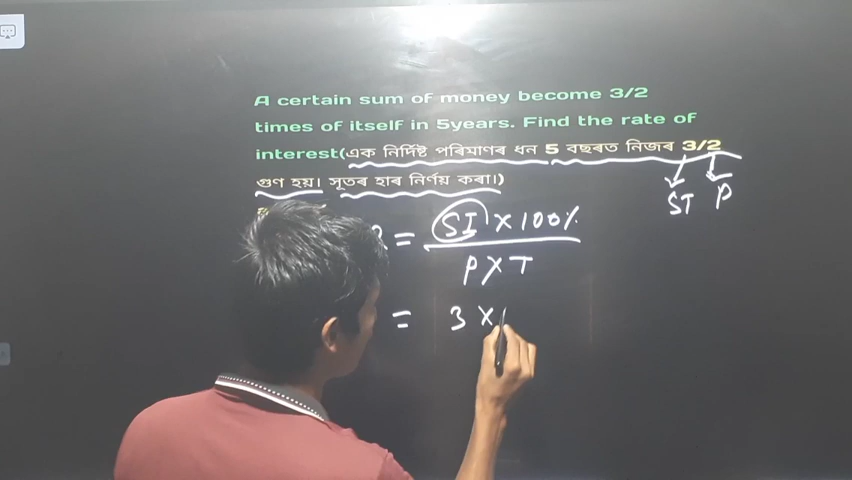 A certain sum of money become 3/2
times of itself in 5years. Find the rate of
interest(এক নিৰ্দিষ্ট পৰিমাণৰ ধন 5 বছৰত নিজৰ 3/2
গুণ হয়। সূতৰ হাৰ নিৰ্ণয় কৰা।)
SI P
= SI × 100%
P × T
= 3 ×